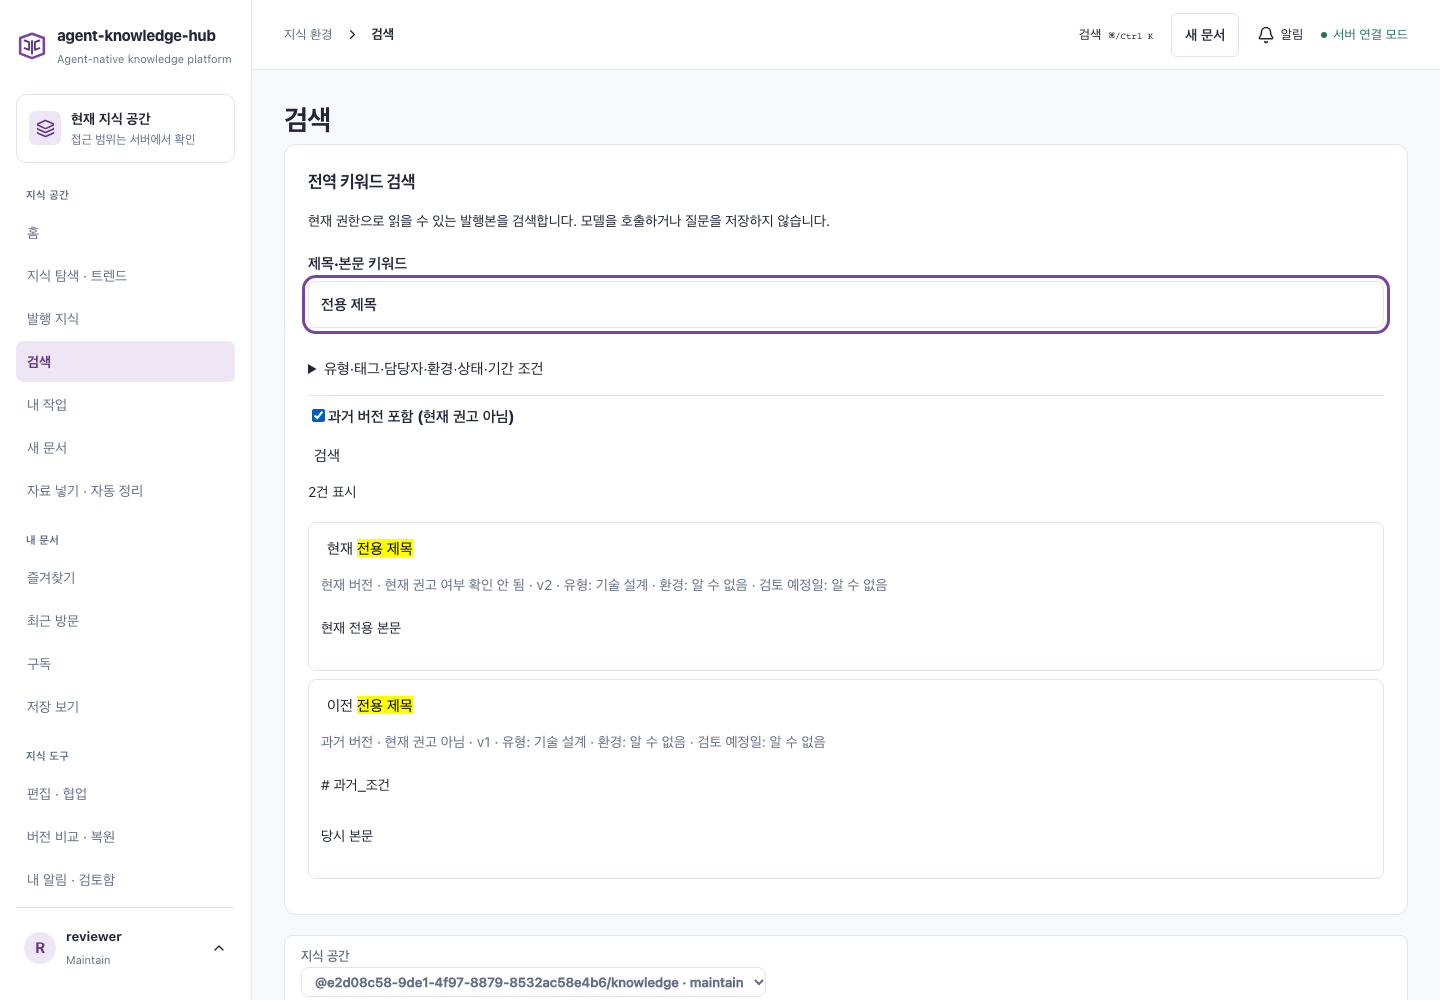 agent-knowledge-hub
Agent-native knowledge platform
현재 지식 공간
접근 범위는 서버에서 확인
지식 공간
홈
지식 탐색 · 트렌드
발행 지식
검색
내 작업
새 문서
자료 넣기 · 자동 정리
내 문서
즐겨찾기
최근 방문
구독
저장 보기
지식 도구
편집 · 협업
버전 비교 · 복원
내 알림 · 검토함
R
reviewer
Maintain
지식 환경 > 검색
검색 ⌘/Ctrl K
새 문서
알림
서버 연결 모드
검색
전역 키워드 검색
현재 권한으로 읽을 수 있는 발행본을 검색합니다. 모델을 호출하거나 질문을 저장하지 않습니다.
제목·본문 키워드
전용 제목
▶ 유형·태그·담당자·환경·상태·기간 조건
과거 버전 포함 (현재 권고 아님)
검색
2건 표시
현재 전용 제목
현재 버전 · 현재 권고 여부 확인 안 됨 · v2 · 유형: 기술 설계 · 환경: 알 수 없음 · 검토 예정일: 알 수 없음
현재 전용 본문
이전 전용 제목
과거 버전 · 현재 권고 아님 · v1 · 유형: 기술 설계 · 환경: 알 수 없음 · 검토 예정일: 알 수 없음
# 과거_조건
당시 본문
지식 공간
@e2d08c58-9de1-4f97-8879-8532ac58e4b6/knowledge · maintain